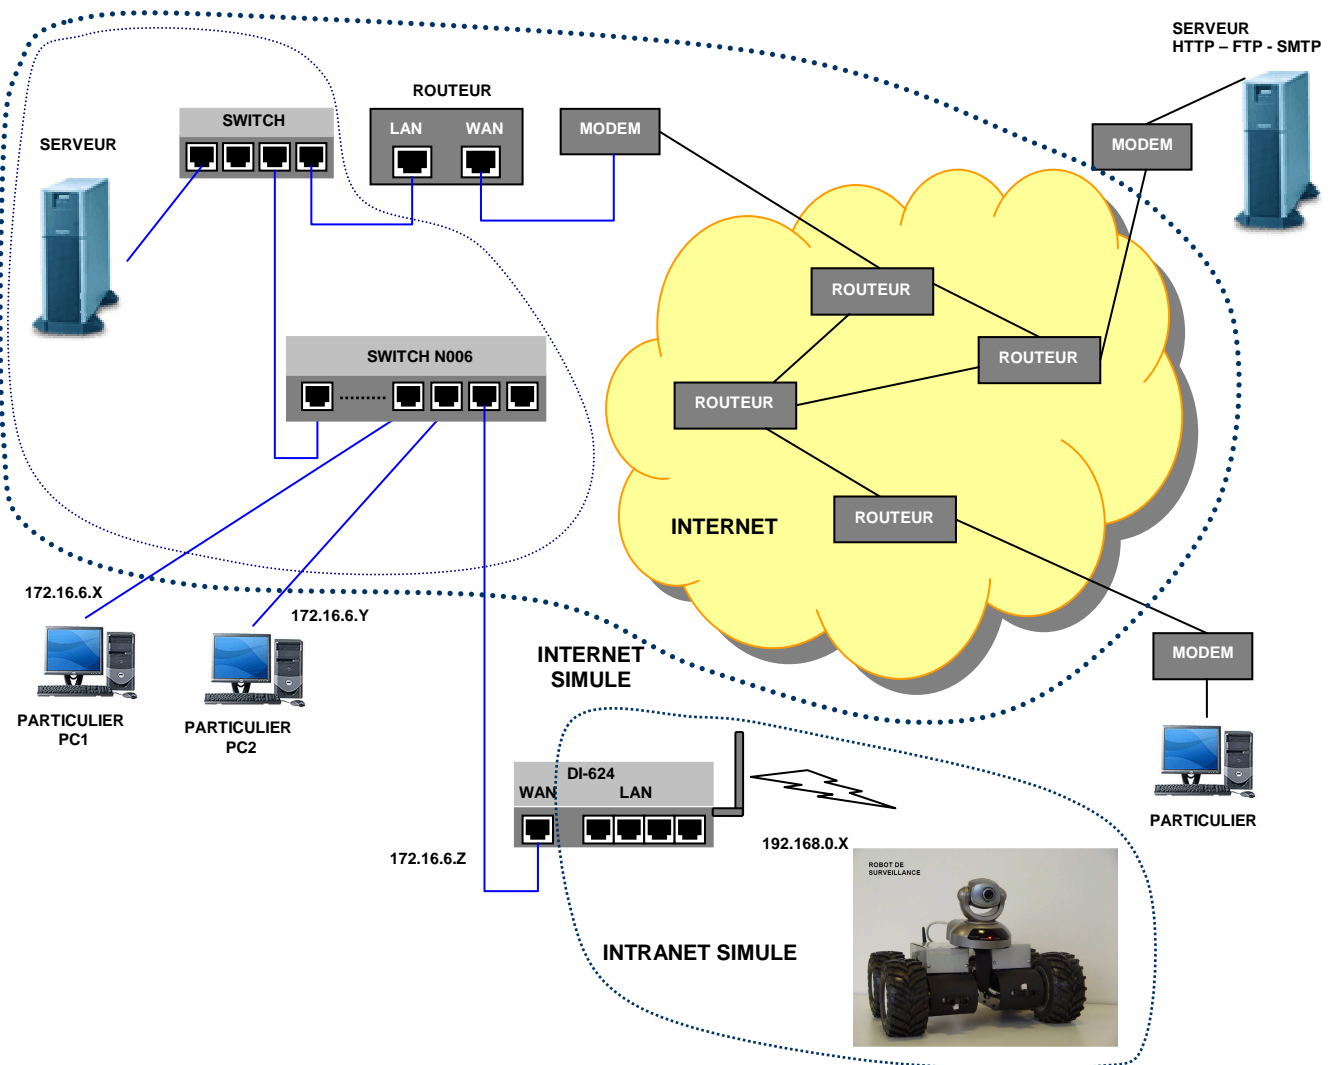 SERVEUR
HTTP – FTP - SMTP
ROUTEUR
SWITCH
LAN
WAN
MODEM
MODEM
SERVEUR
ROUTEUR
ROUTEUR
SWITCH N006
ROUTEUR
ROUTEUR
INTERNET
172.16.6.X
172.16.6.Y
INTERNET
SIMULE
MODEM
PARTICULIER
PC1
PARTICULIER
PC2
DI-624
WAN
LAN
PARTICULIER
192.168.0.X
172.16.6.Z
ROBOT DE
SURVEILLANCE
INTRANET SIMULE